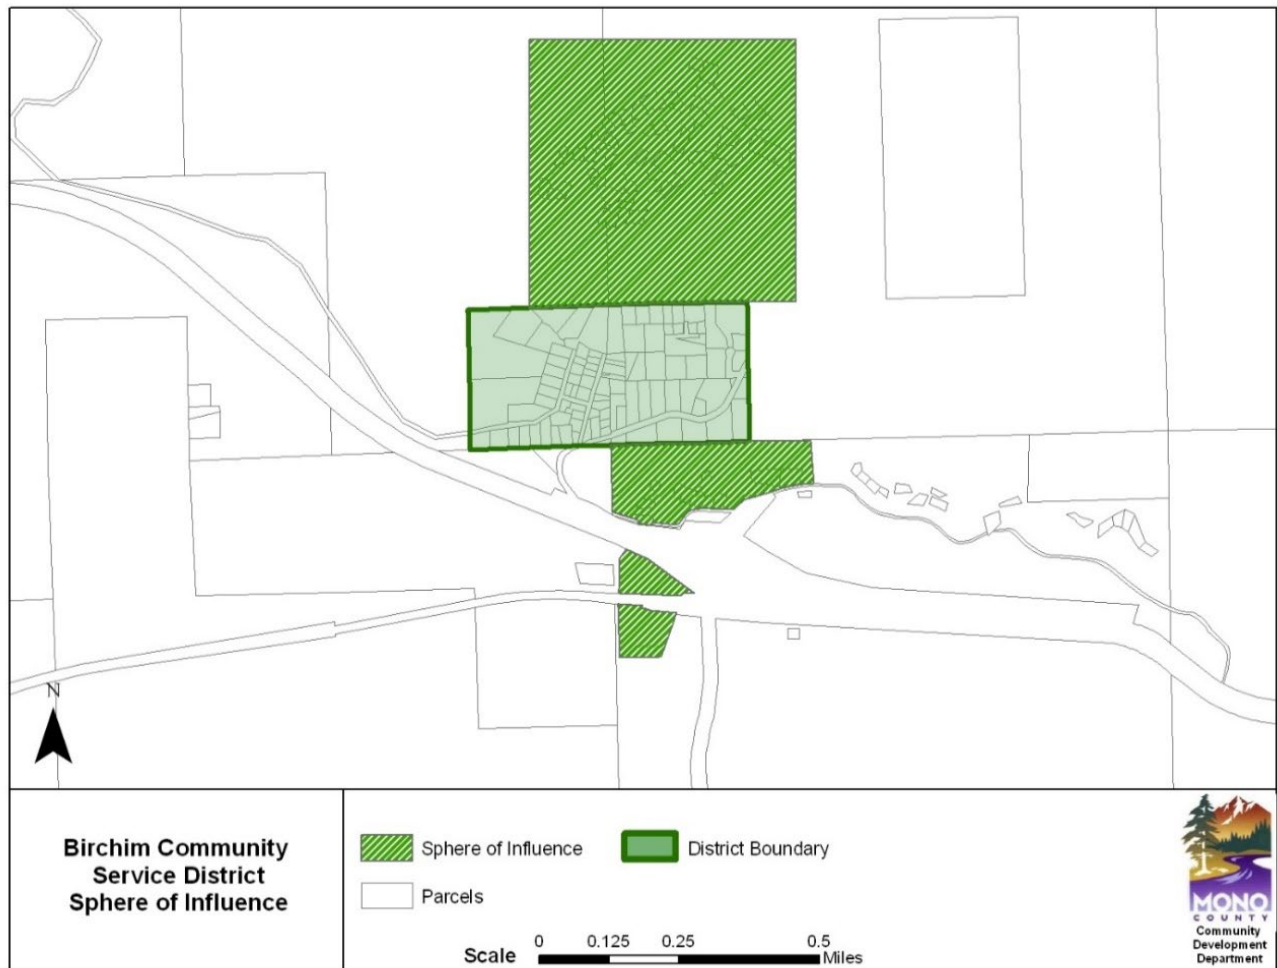 N
Birchim Community
Service District
Sphere of Influence
Sphere of Influence
District Boundary
Parcels
Scale
0 0.125 0.25 0.5
Miles
MONO
COUNTY
Community
Development
Department